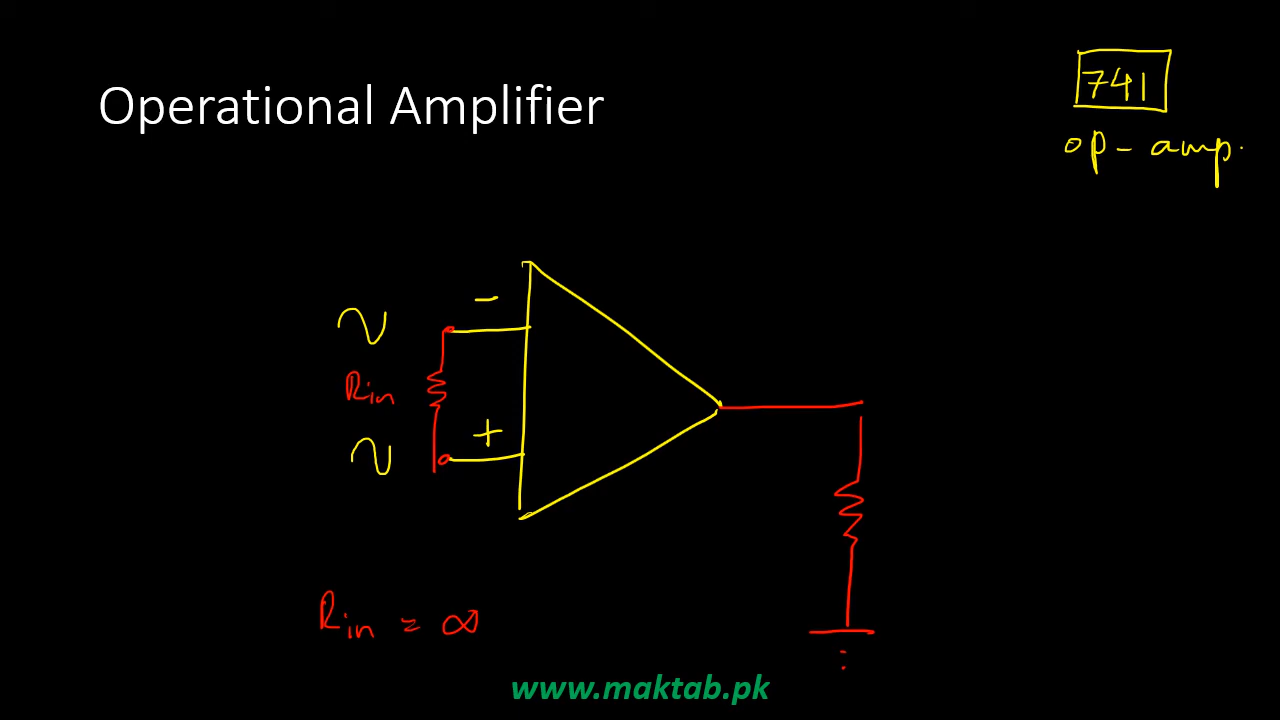 741
Operational Amplifier
op-amp.
-
Rin
+
Rin = ∞
www.maktab.pk